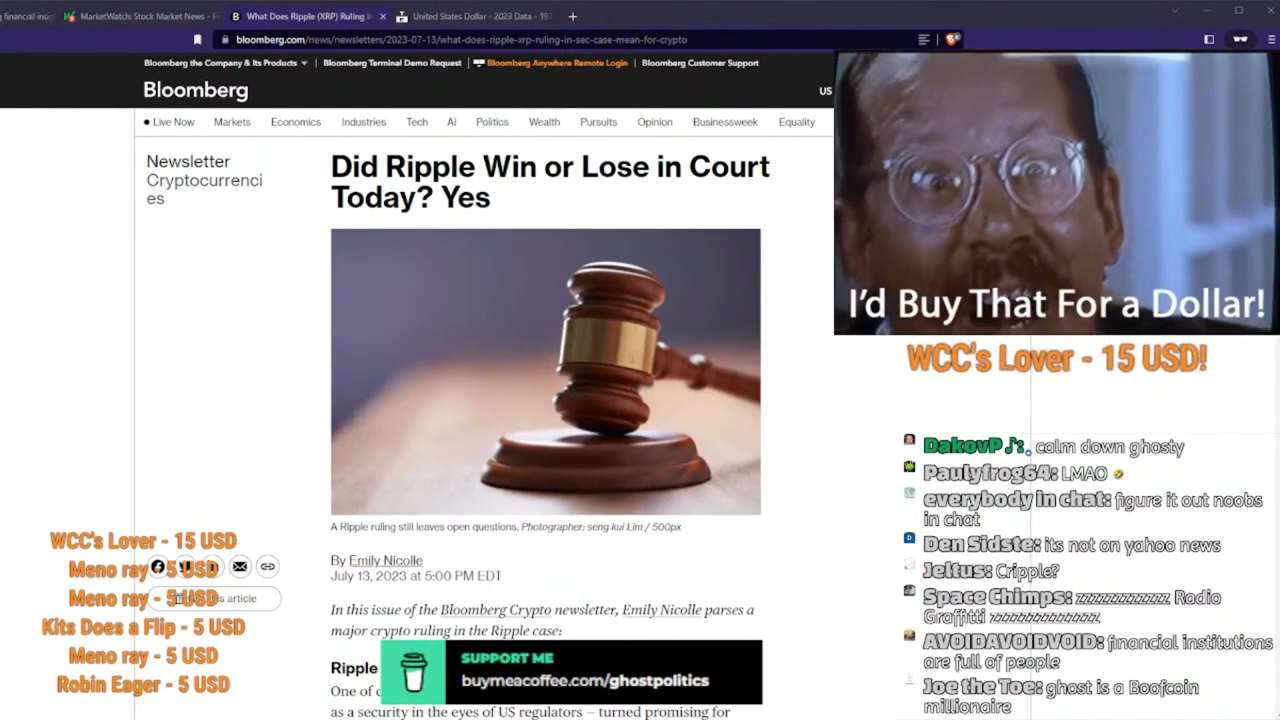 MarketWatch: Stock Market News - Fi
What Does Ripple (XRP) Ruling in
United States Dollar - 2023 Data - 197
bloomberg.com/news/newsletters/2023-07-13/what-does-ripple-xrp-ruling-in-sec-case-mean-for-crypto
Bloomberg the Company & Its Products
Bloomberg Terminal Demo Request
Bloomberg Anywhere Remote Login
Bloomberg Customer Support
Bloomberg
US
Live Now
Markets
Economics
Industries
Tech
AI
Politics
Wealth
Pursuits
Opinion
Businessweek
Equality
Newsletter
Cryptocurrenci
es
Did Ripple Win or Lose in Court
Today? Yes
A Ripple ruling still leaves open questions. Photographer: seng kui Lim / 500px
By Emily Nicolle
July 13, 2023 at 5:00 PM EDT
In this issue of the Bloomberg Crypto newsletter, Emily Nicolle parses a
major crypto ruling in the Ripple case:
Ripple
One of
as a security in the eyes of US regulators – turned promising for
SUPPORT ME
buymeacoffee.com/ghostpolitics
WCC's Lover - 15 USD
Meno ray - 5 USD
Meno ray - 5 USD
this article
Kits Does a Flip - 5 USD
Meno ray - 5 USD
Robin Eager - 5 USD
I'd Buy That For a Dollar!
WCC's Lover - 15 USD!
DakovP: calm down ghosty
Paulyfrog64: LMAO 🤣
everybody in chat: figure it out noobs
in chat
Den Sidste: its not on yahoo news
Jeltus: Cripple?
Space Chimps: zzzzzzzzzzzz Radio
Graffitti zzzzzzzzzzzzzz
AVOIDAVOIDVOID: financial institutions
are full of people
Joe the Toe: ghost is a Boofcoin
millionaire